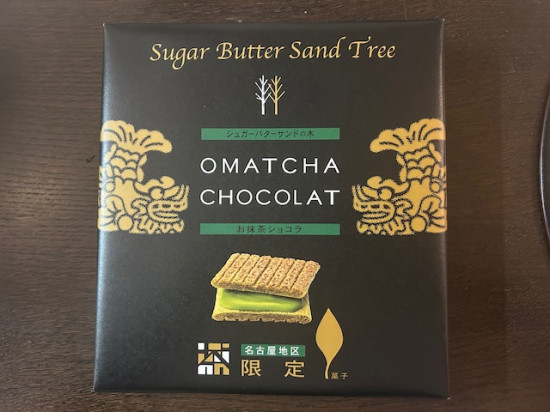 Sugar Butter Sand Tree
シュガーバターサンドの木
OMATCHA
CHOCOLAT
お抹茶ショコラ
名古屋地区
限定
菓子